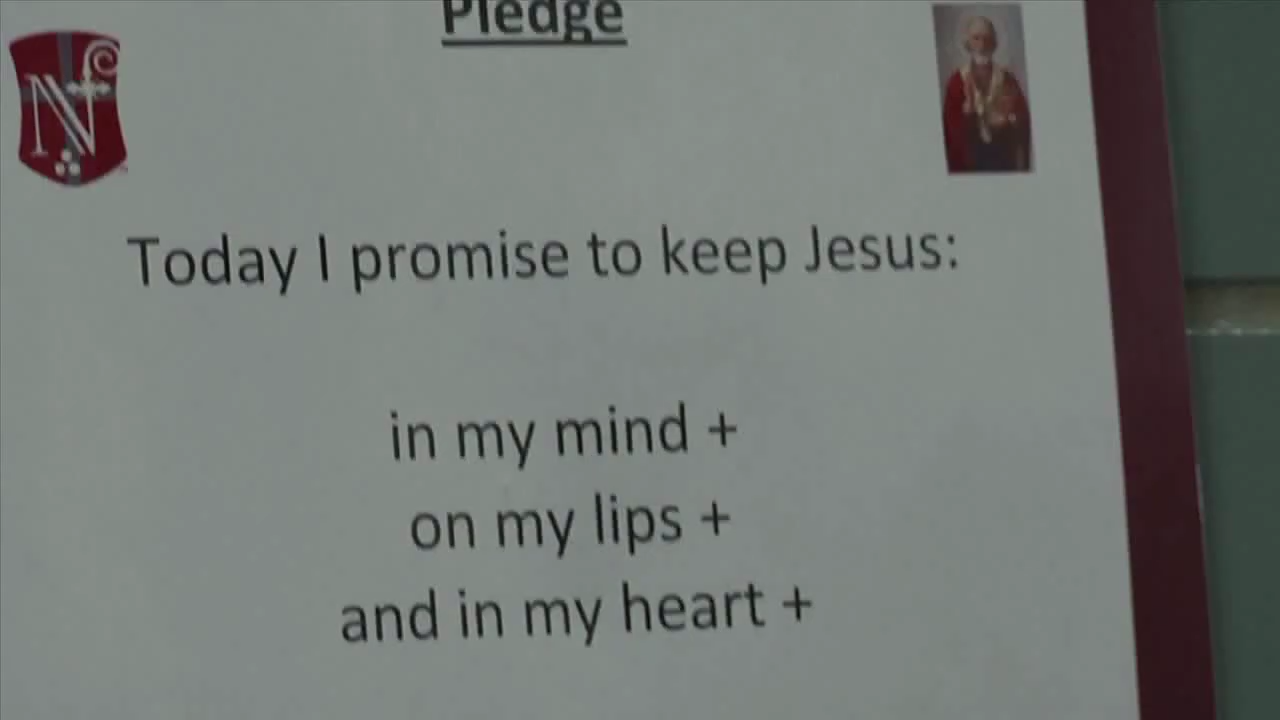 Pledge
N
Today I promise to keep Jesus:
in my mind +
on my lips +
and in my heart +